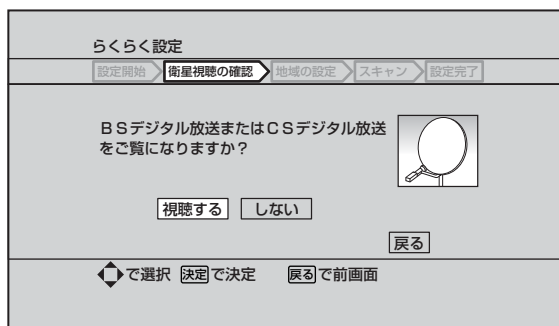 らくらく設定
設定開始 衛星視聴の確認 地域の設定 スキャン 設定完了
ＢＳデジタル放送またはＣＳデジタル放送
をご覧になりますか？
視聴する しない
戻る
で選択 決定で決定 戻るで前画面